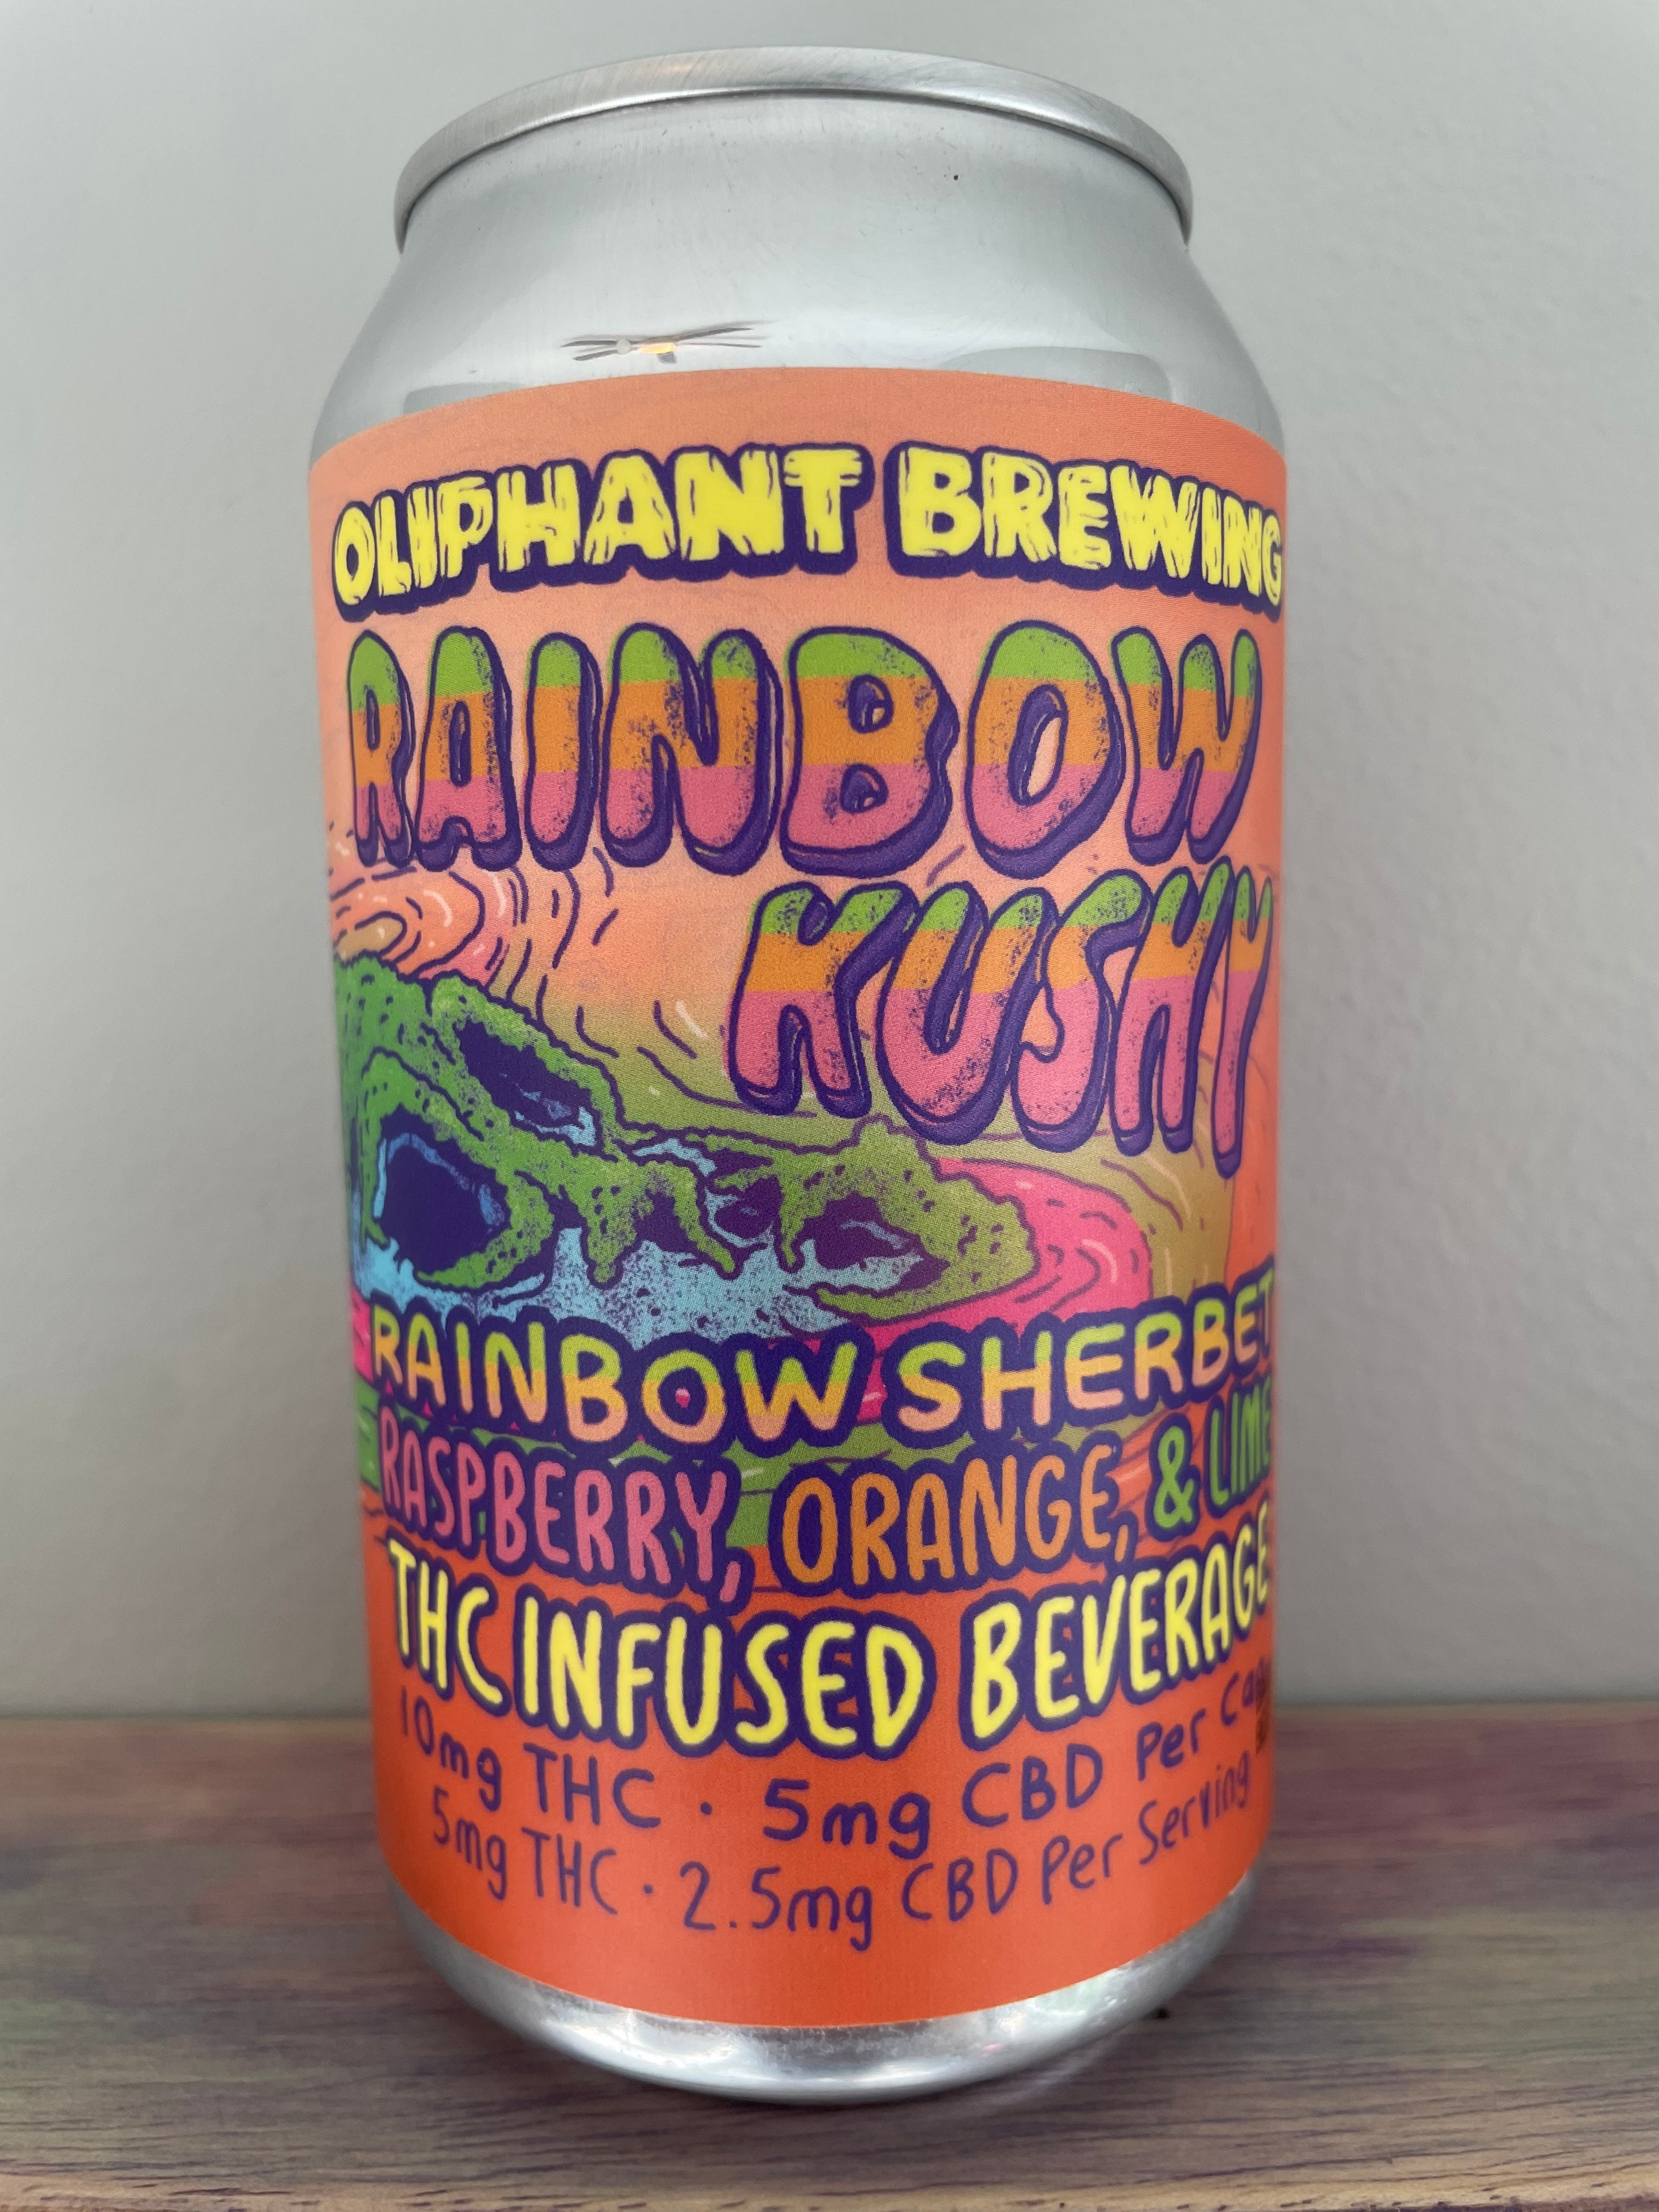 OLIPHANT BREWING
RAINBOW
KUSHY
RAINBOW SHERBET
RASPBERRY, ORANGE, & LIME
THC INFUSED BEVERAGE
10mg THC · 5mg CBD Per Can
5mg THC · 2.5mg CBD Per Serving